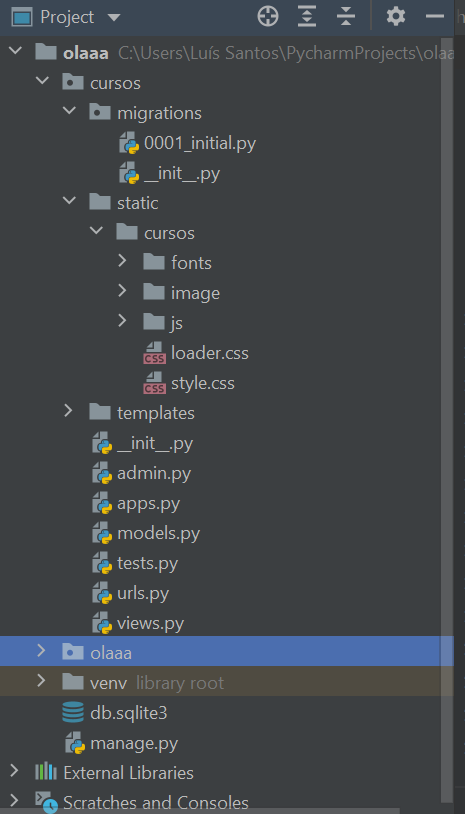 Project
olaaa C:\Users\Luís Santos\PycharmProjects\olaa
cursos
migrations
0001_initial.py
__init__.py
static
cursos
fonts
image
js
CSS loader.css
CSS style.css
templates
__init__.py
admin.py
apps.py
models.py
tests.py
urls.py
views.py
olaaa
venv library root
db.sqlite3
manage.py
External Libraries
Scratches and Consoles